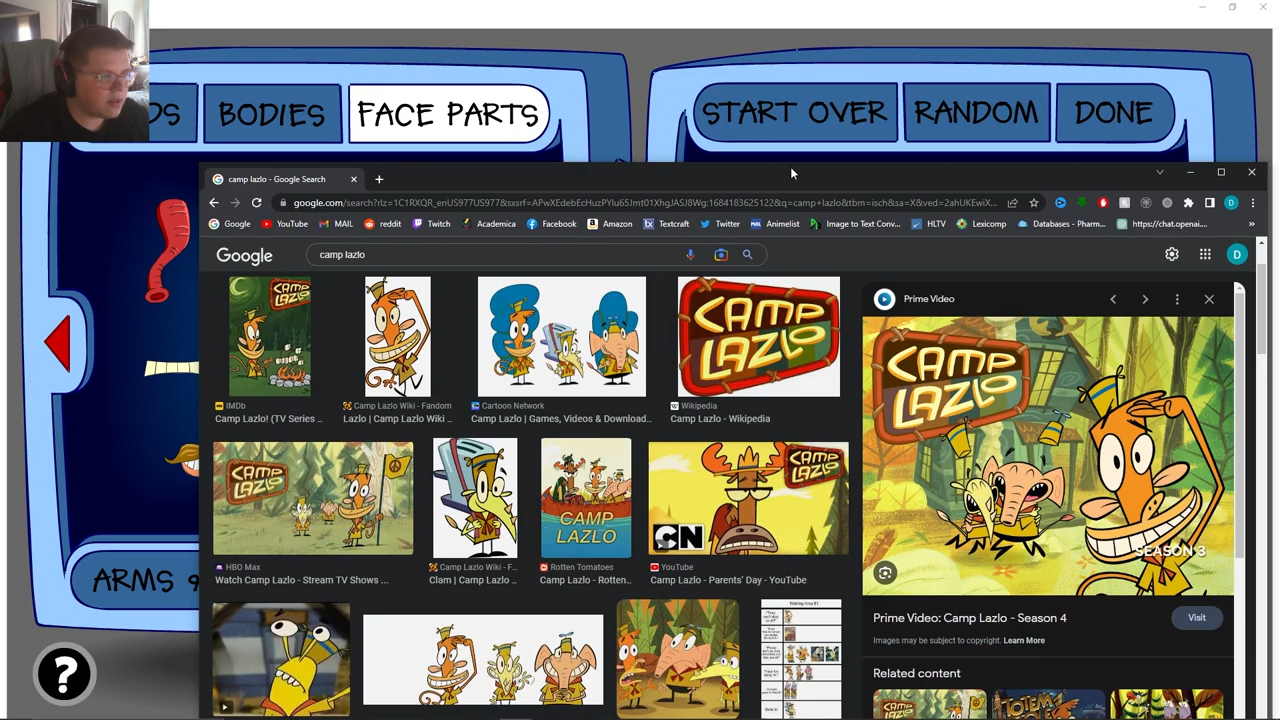 DS
BODIES
FACE PARTS
START OVER
RANDOM
DONE
camp lazlo - Google Search
google.com/search?rlz=1C1RXQR_enUS977US977&sxsrf=APwXEdebEcHuzPYlu65Jmt01XhgJASJ8Wg:1684183625122&q=camp+lazlo&tbm=isch&sa=X&ved=2ahUKEwiX...
Google
YouTube
MAIL
reddit
Twitch
Academica
Facebook
Amazon
Textcraft
Twitter
Animelist
Image to Text Conv...
HLTV
Lexicomp
Databases - Pharm...
https://chat.openai....
Google
camp lazlo
D
CAMP LAZLO
IMDb
Camp Lazlo! (TV Series ...
Camp Lazlo Wiki - Fandom
Lazlo | Camp Lazlo Wiki ...
Cartoon Network
Camp Lazlo | Games, Videos & Download...
CAMP
LAZLO
Wikipedia
Camp Lazlo - Wikipedia
Prime Video
CAMP
LAZLO
SEASON 3
CAMP
LAZLO
HBO Max
Watch Camp Lazlo - Stream TV Shows ...
Camp Lazlo Wiki - F...
Clam | Camp Lazlo ...
CAMP
LAZLO
Rotten Tomatoes
Camp Lazlo - Rotten...
CAMP
LAZLO
CN
YouTube
Camp Lazlo - Parents' Day - YouTube
Prime Video: Camp Lazlo - Season 4
Visit
Images may be subject to copyright. Learn More
Related content
ARMS
?